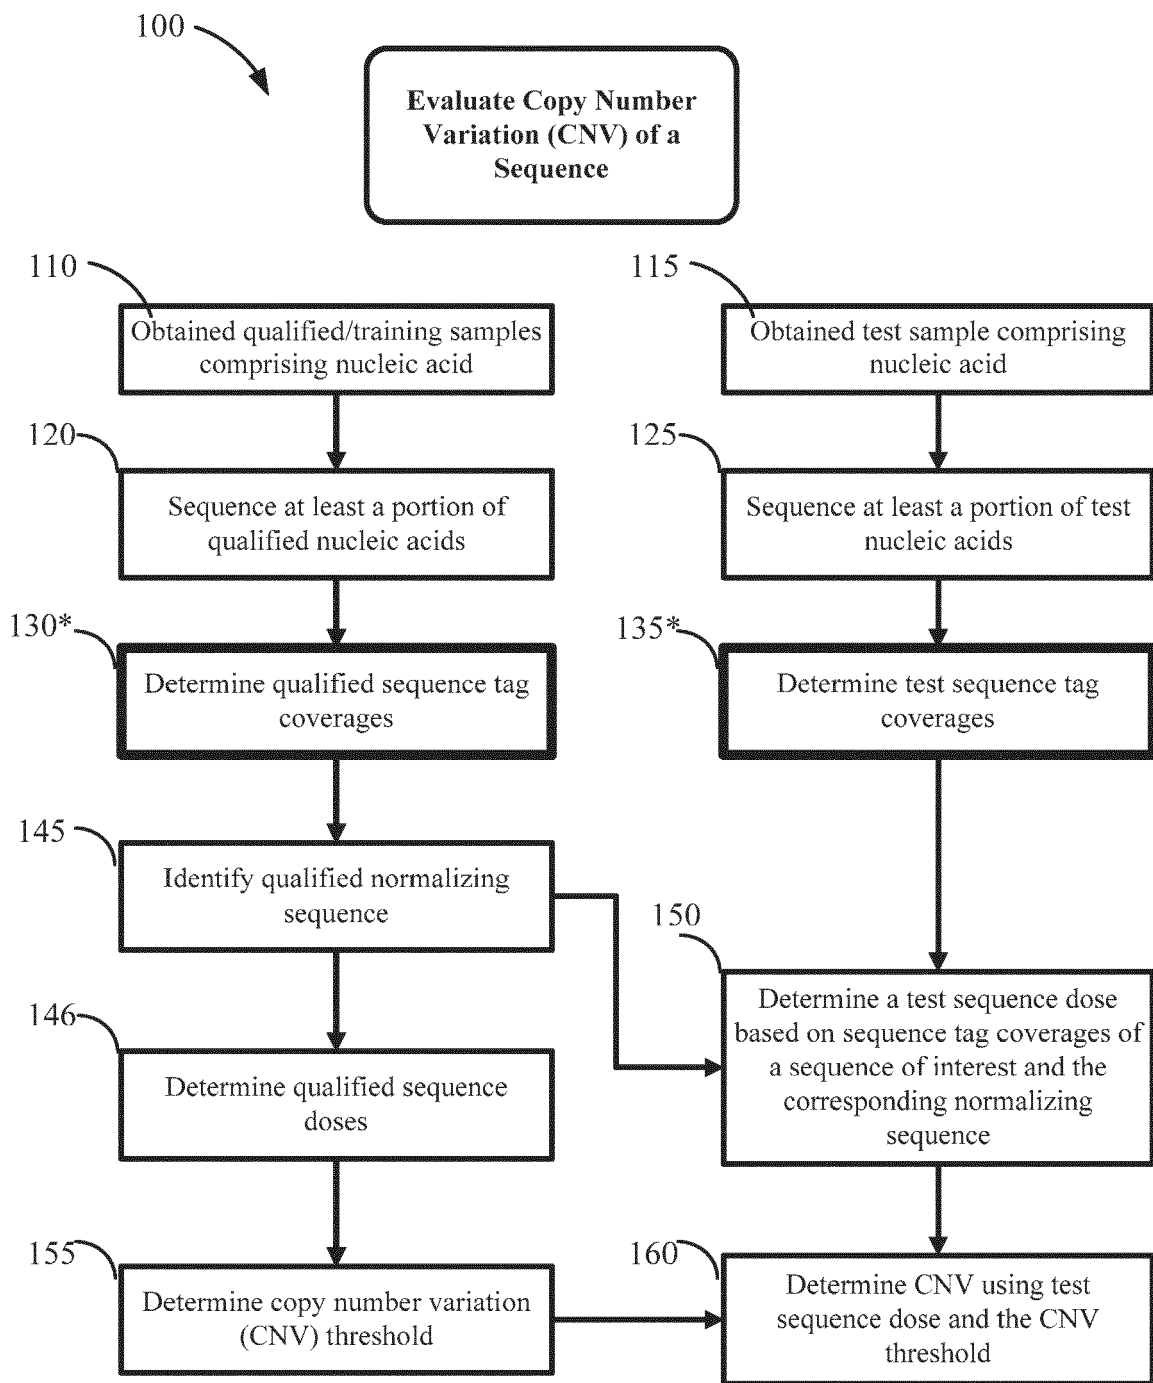 100
Evaluate Copy Number
Variation (CNV) of a
Sequence
110
Obtained qualified/training samples
comprising nucleic acid
115
Obtained test sample comprising
nucleic acid
120
Sequence at least a portion of
qualified nucleic acids
125
Sequence at least a portion of test
nucleic acids
130*
Determine qualified sequence tag
coverages
135*
Determine test sequence tag
coverages
145
Identify qualified normalizing
sequence
150
Determine a test sequence dose
based on sequence tag coverages of
a sequence of interest and the
corresponding normalizing
sequence
146
Determine qualified sequence
doses
155
Determine copy number variation
(CNV) threshold
160
Determine CNV using test
sequence dose and the CNV
threshold